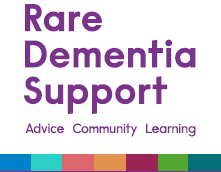 Rare
Dementia
Support
Advice Community Learning